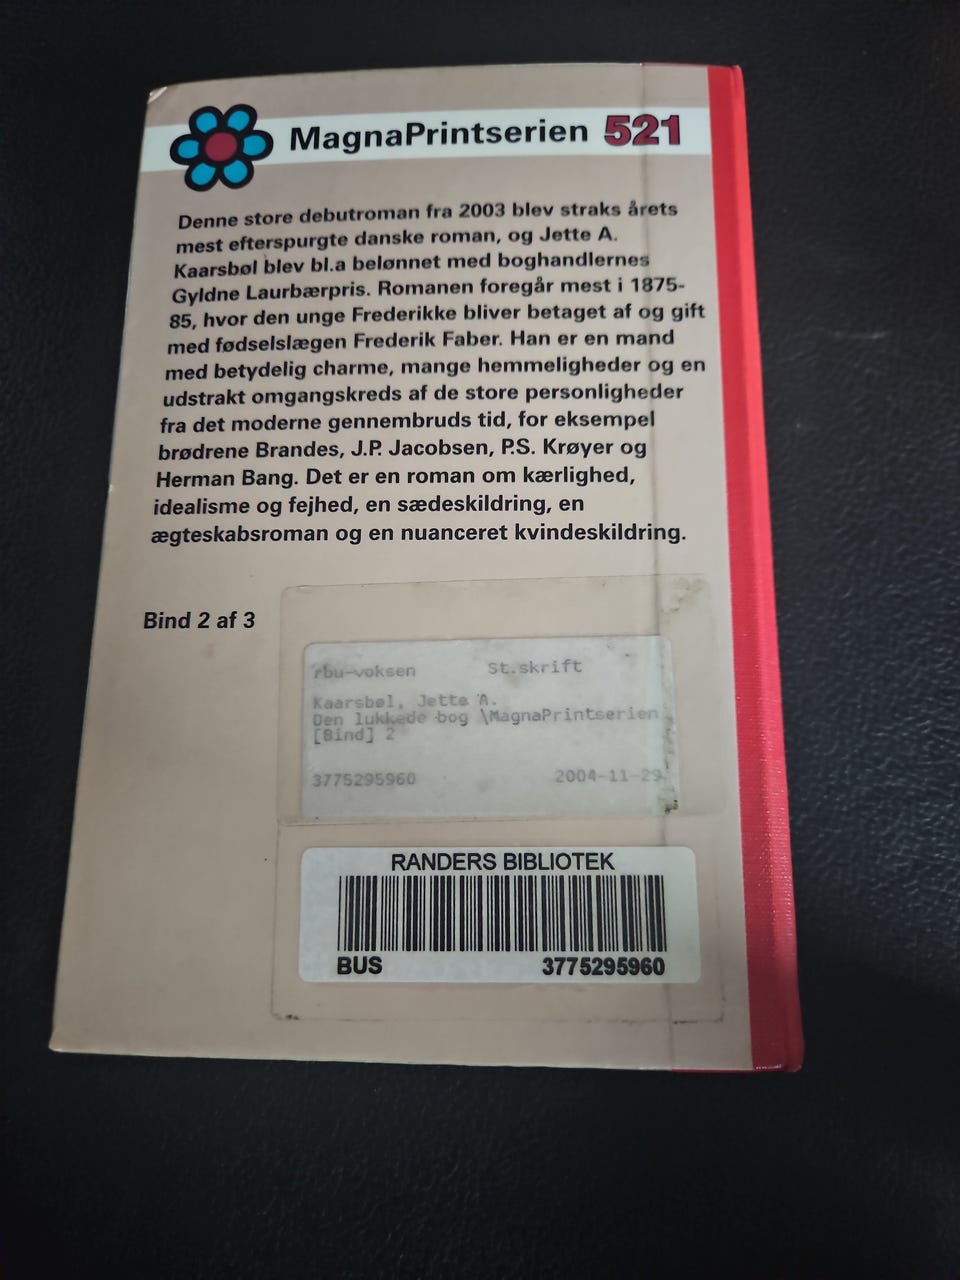 MagnaPrintserien 521
Denne store debutroman fra 2003 blev straks årets
mest efterspurgte danske roman, og Jette A.
Kaarsbøl blev bl.a belønnet med boghandlernes
Gyldne Laurbærpris. Romanen foregår mest i 1875-
85, hvor den unge Frederikke bliver betaget af og gift
med fødselslægen Frederik Faber. Han er en mand
med betydelig charme, mange hemmeligheder og en
udstrakt omgangskreds af de store personligheder
fra det moderne gennembruds tid, for eksempel
brødrene Brandes, J.P. Jacobsen, P.S. Krøyer og
Herman Bang. Det er en roman om kærlighed,
idealisme og fejhed, en sædeskildring, en
ægteskabsroman og en nuanceret kvindeskildring.
Bind 2 af 3
rbu-voksen St.skrift
Kaarsbøl, Jette A.
Den lukkede bog \MagnaPrintserien
[Bind] 2
3775295960 2004-11-29
RANDERS BIBLIOTEK
BUS 3775295960